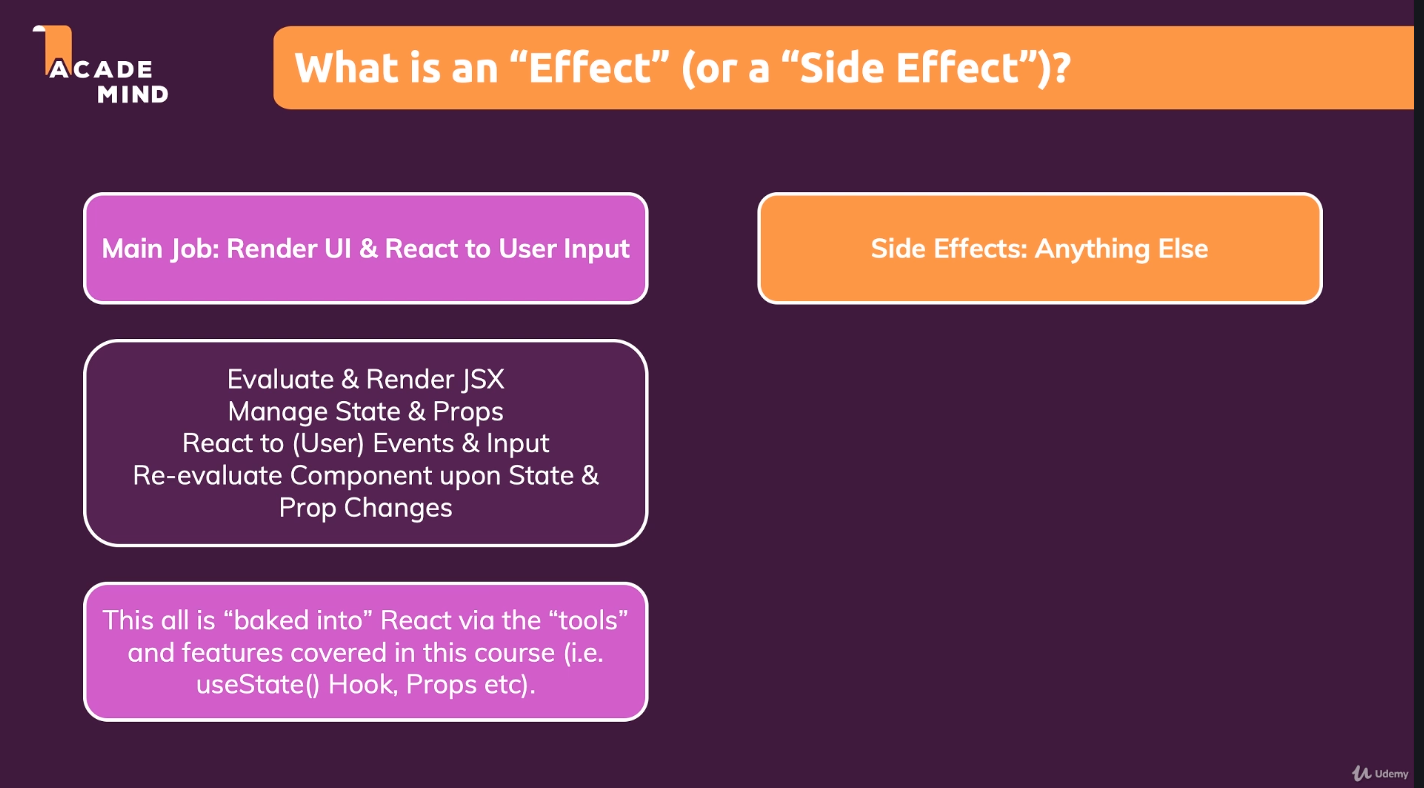 ACADE
MIND
What is an “Effect” (or a “Side Effect”)?
Main Job: Render UI & React to User Input
Evaluate & Render JSX
Manage State & Props
React to (User) Events & Input
Re-evaluate Component upon State &
Prop Changes
This all is “baked into” React via the “tools”
and features covered in this course (i.e.
useState() Hook, Props etc).
Side Effects: Anything Else
Udemy